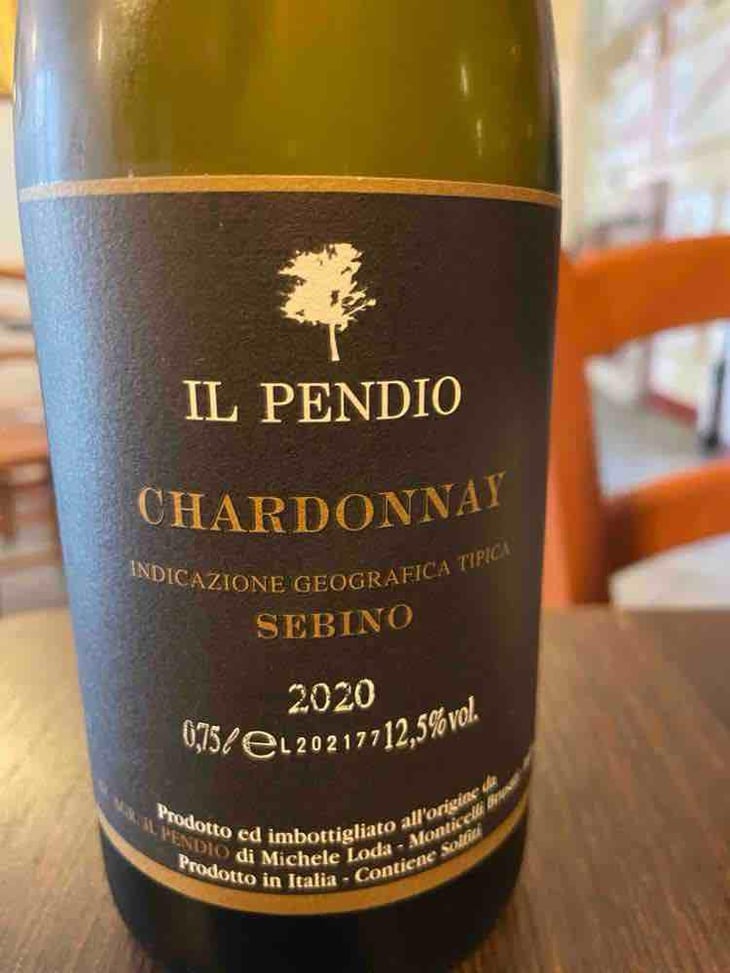 IL PENDIO
CHARDONNAY
INDICAZIONE GEOGRAFICA TIPICA
SEBINO
2020
0,75 l e L202177 12,5% vol.
Prodotto ed imbottigliato all'origine da
IL PENDIO di Michele Loda - Monticelli
Prodotto in Italia - Contiene Solfiti